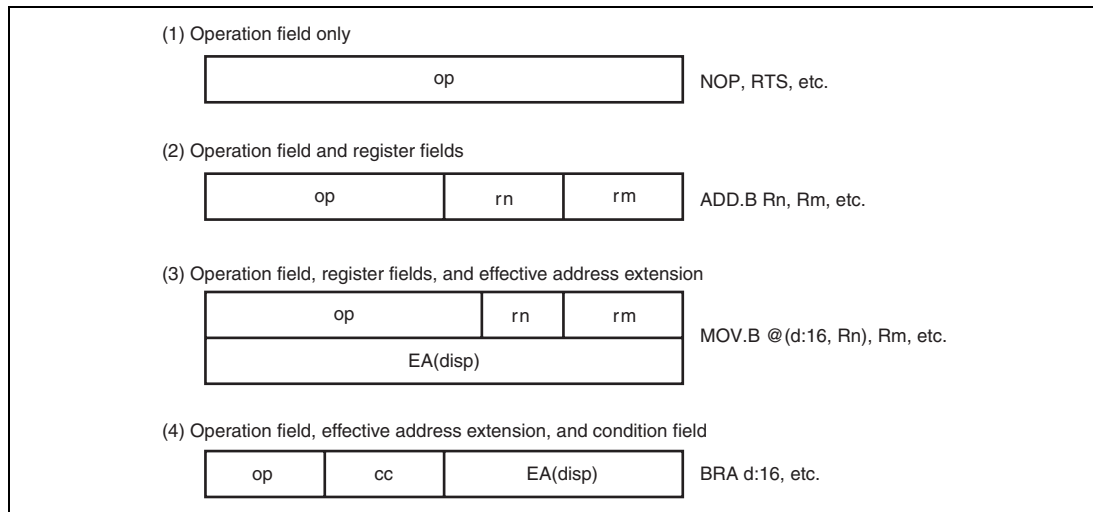 (1) Operation field only
op
NOP, RTS, etc.
(2) Operation field and register fields
op rn rm
ADD.B Rn, Rm, etc.
(3) Operation field, register fields, and effective address extension
op rn rm
MOV.B @(d:16, Rn), Rm, etc.
EA(disp)
(4) Operation field, effective address extension, and condition field
op cc EA(disp)
BRA d:16, etc.